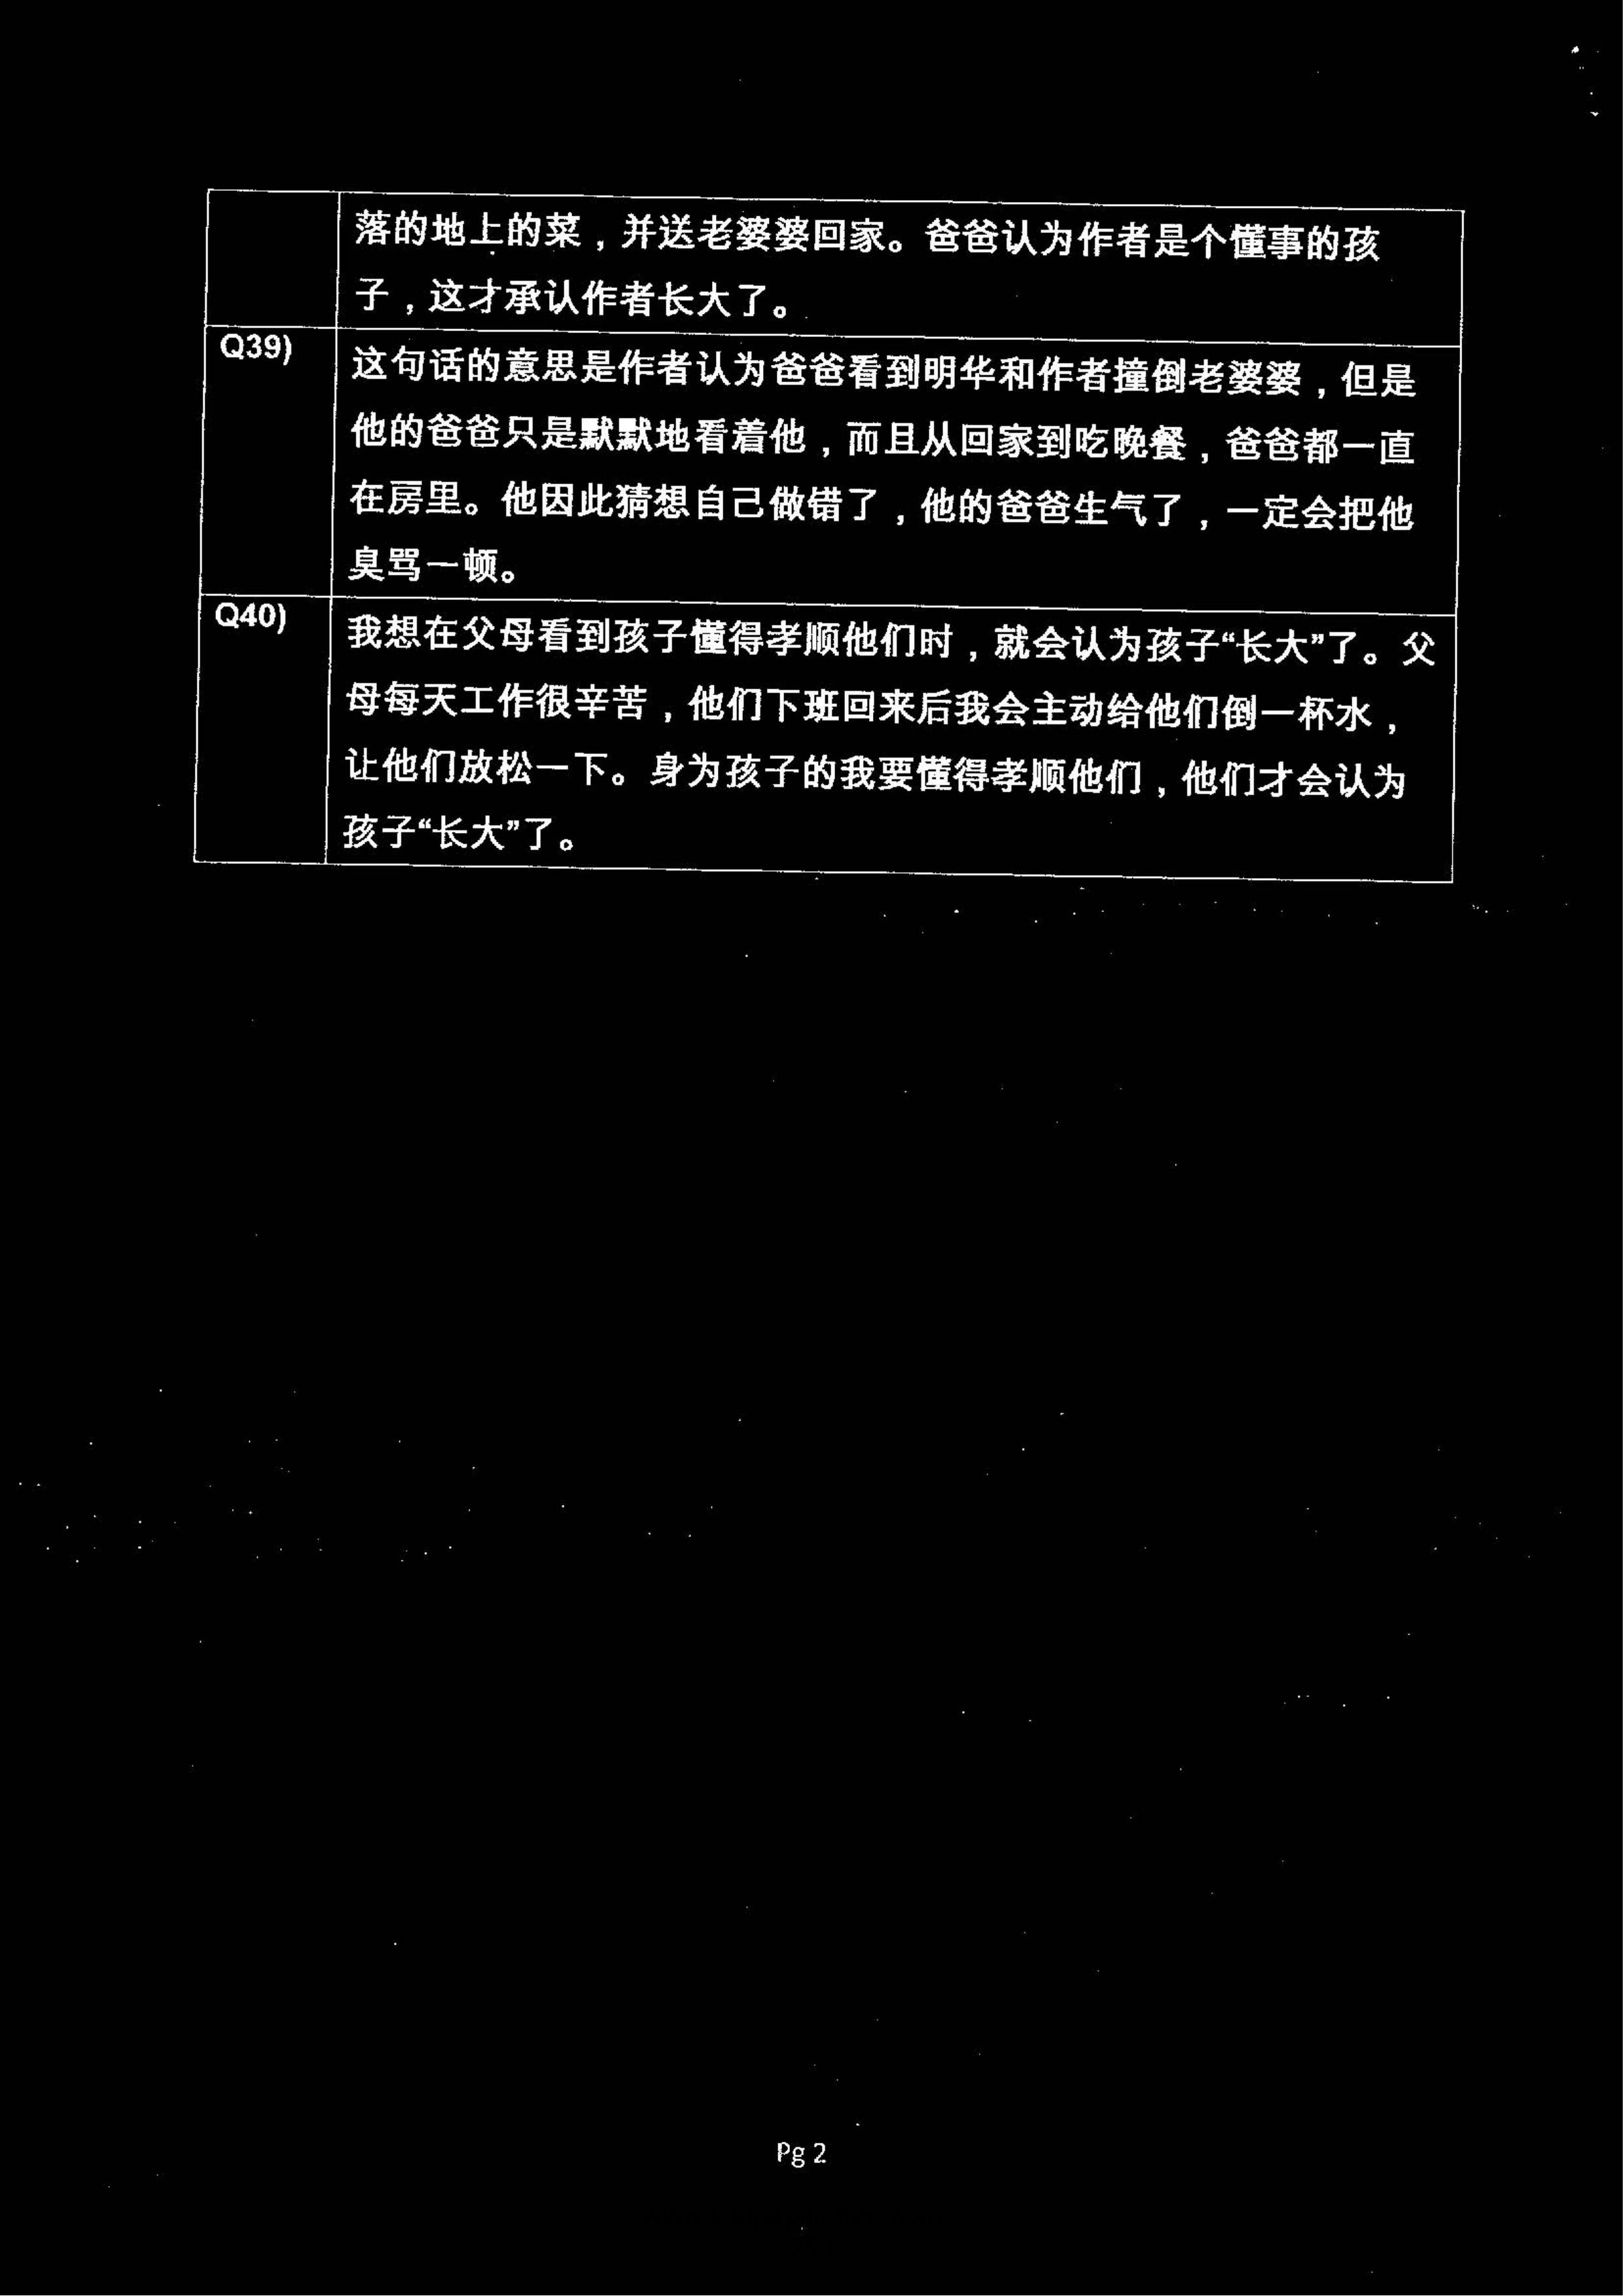 落的地上的菜，并送老婆婆回家。爸爸认为作者是个懂事的孩
子，这才承认作者长大了。
Q39)
这句话的意思是作者认为爸爸看到明华和作者撞倒老婆婆，但是
他的爸爸只是默默地看着他，而且从回家到吃晚餐，爸爸都一直
在房里。他因此猜想自己做错了，他的爸爸生气了，一定会把他
臭骂一顿。
Q40)
我想在父母看到孩子懂得孝顺他们时，就会认为孩子“长大”了。父
母每天工作很辛苦，他们下班回来后我会主动给他们倒一杯水，
让他们放松一下。身为孩子的我要懂得孝顺他们，他们才会认为
孩子“长大”了。
Pg 2